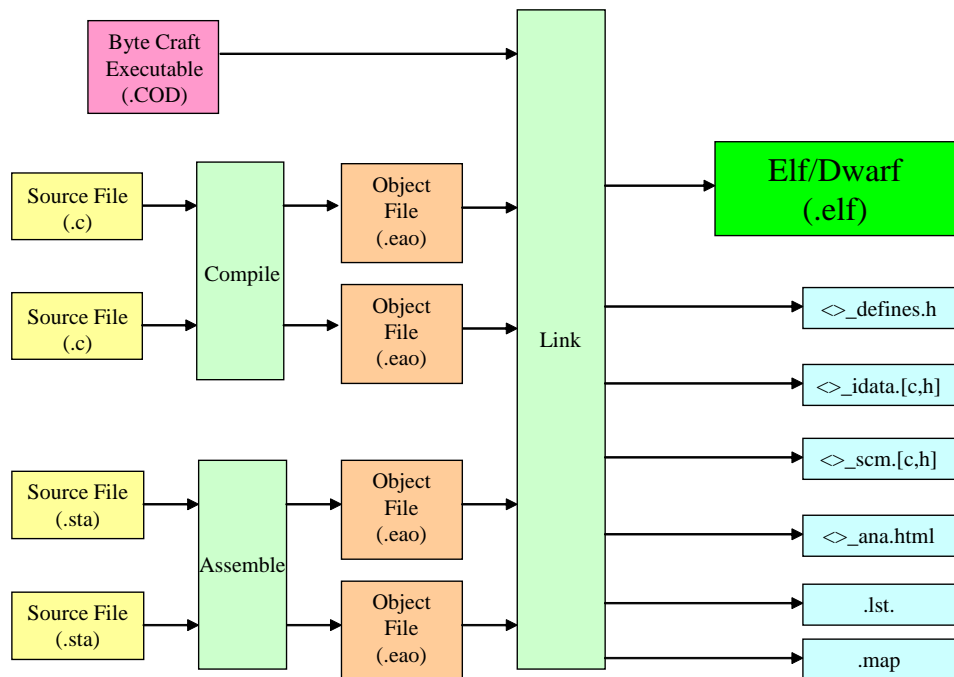 Byte Craft
Executable
(.COD)
Elf/Dwarf
(.elf)
Source File
(.c)
Compile
Object
File
(.eao)
Source File
(.c)
Object
File
(.eao)
Link
<>_defines.h
<>_idata.[c,h]
<>_scm.[c,h]
Source File
(.sta)
Assemble
Object
File
(.eao)
<>_ana.html
Source File
(.sta)
Object
File
(.eao)
.lst.
.map